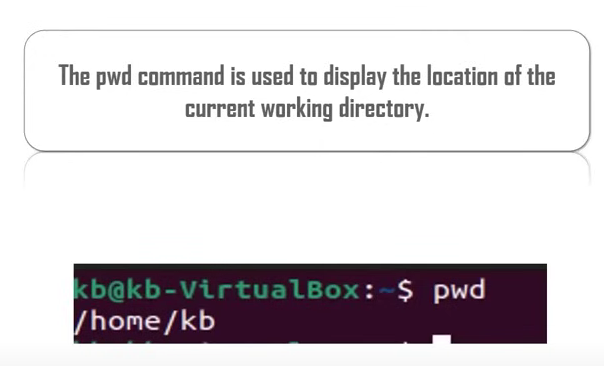 The pwd command is used to display the location of the
current working directory.
kb@kb-VirtualBox:~$ pwd
/home/kb